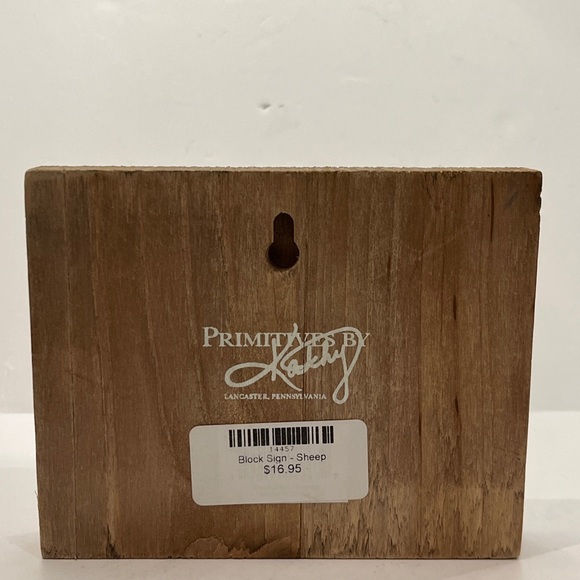 PRIMITIVES BY
Kathy
LANCASTER, PENNSYLVANIA
14457
Block Sign - Sheep
$16.95